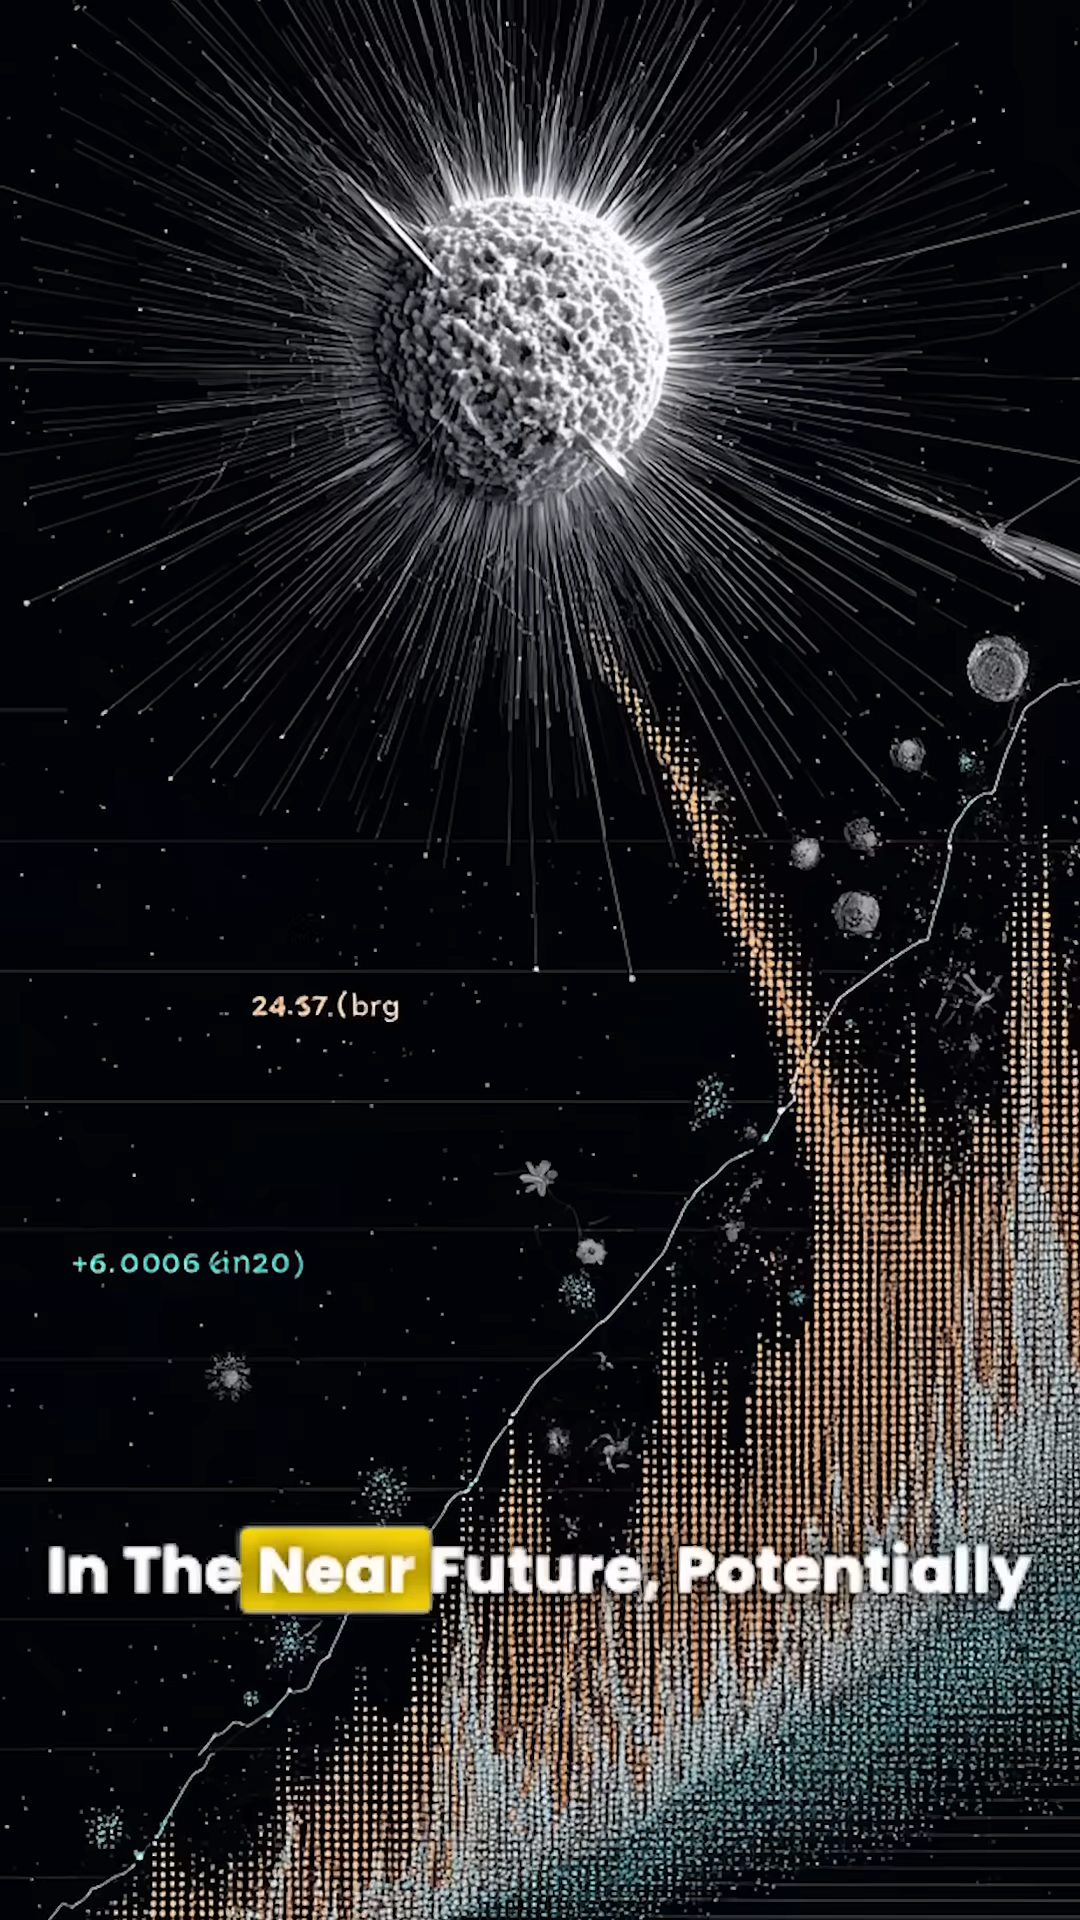 24.57.(brg
+6.0006 (in20)
In The Near Future, Potentially